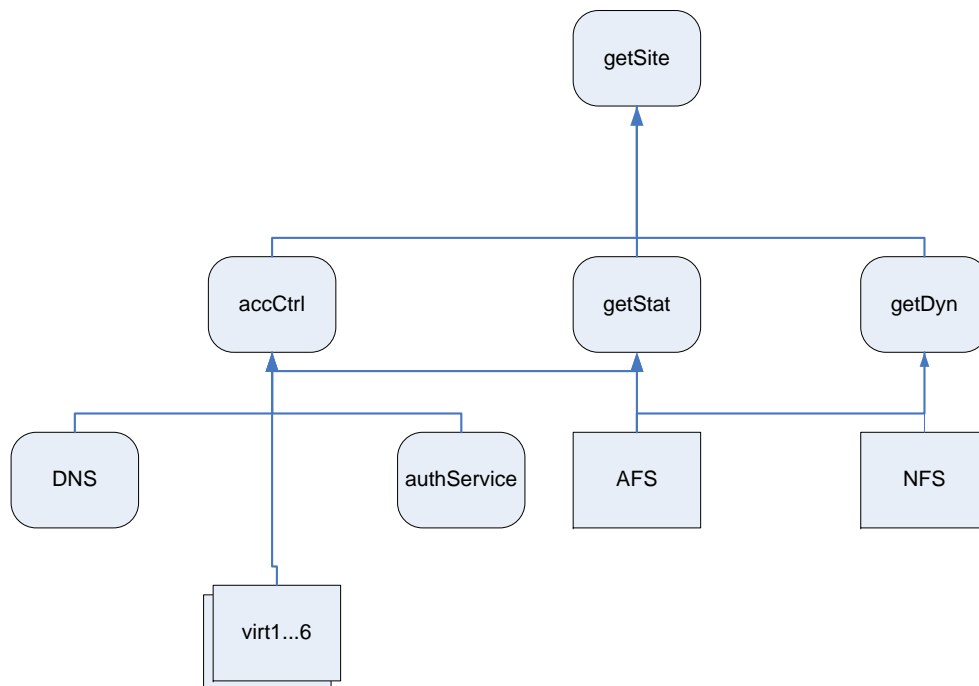 getSite
accCtrl
getStat
getDyn
DNS
authService
AFS
NFS
virt1...6